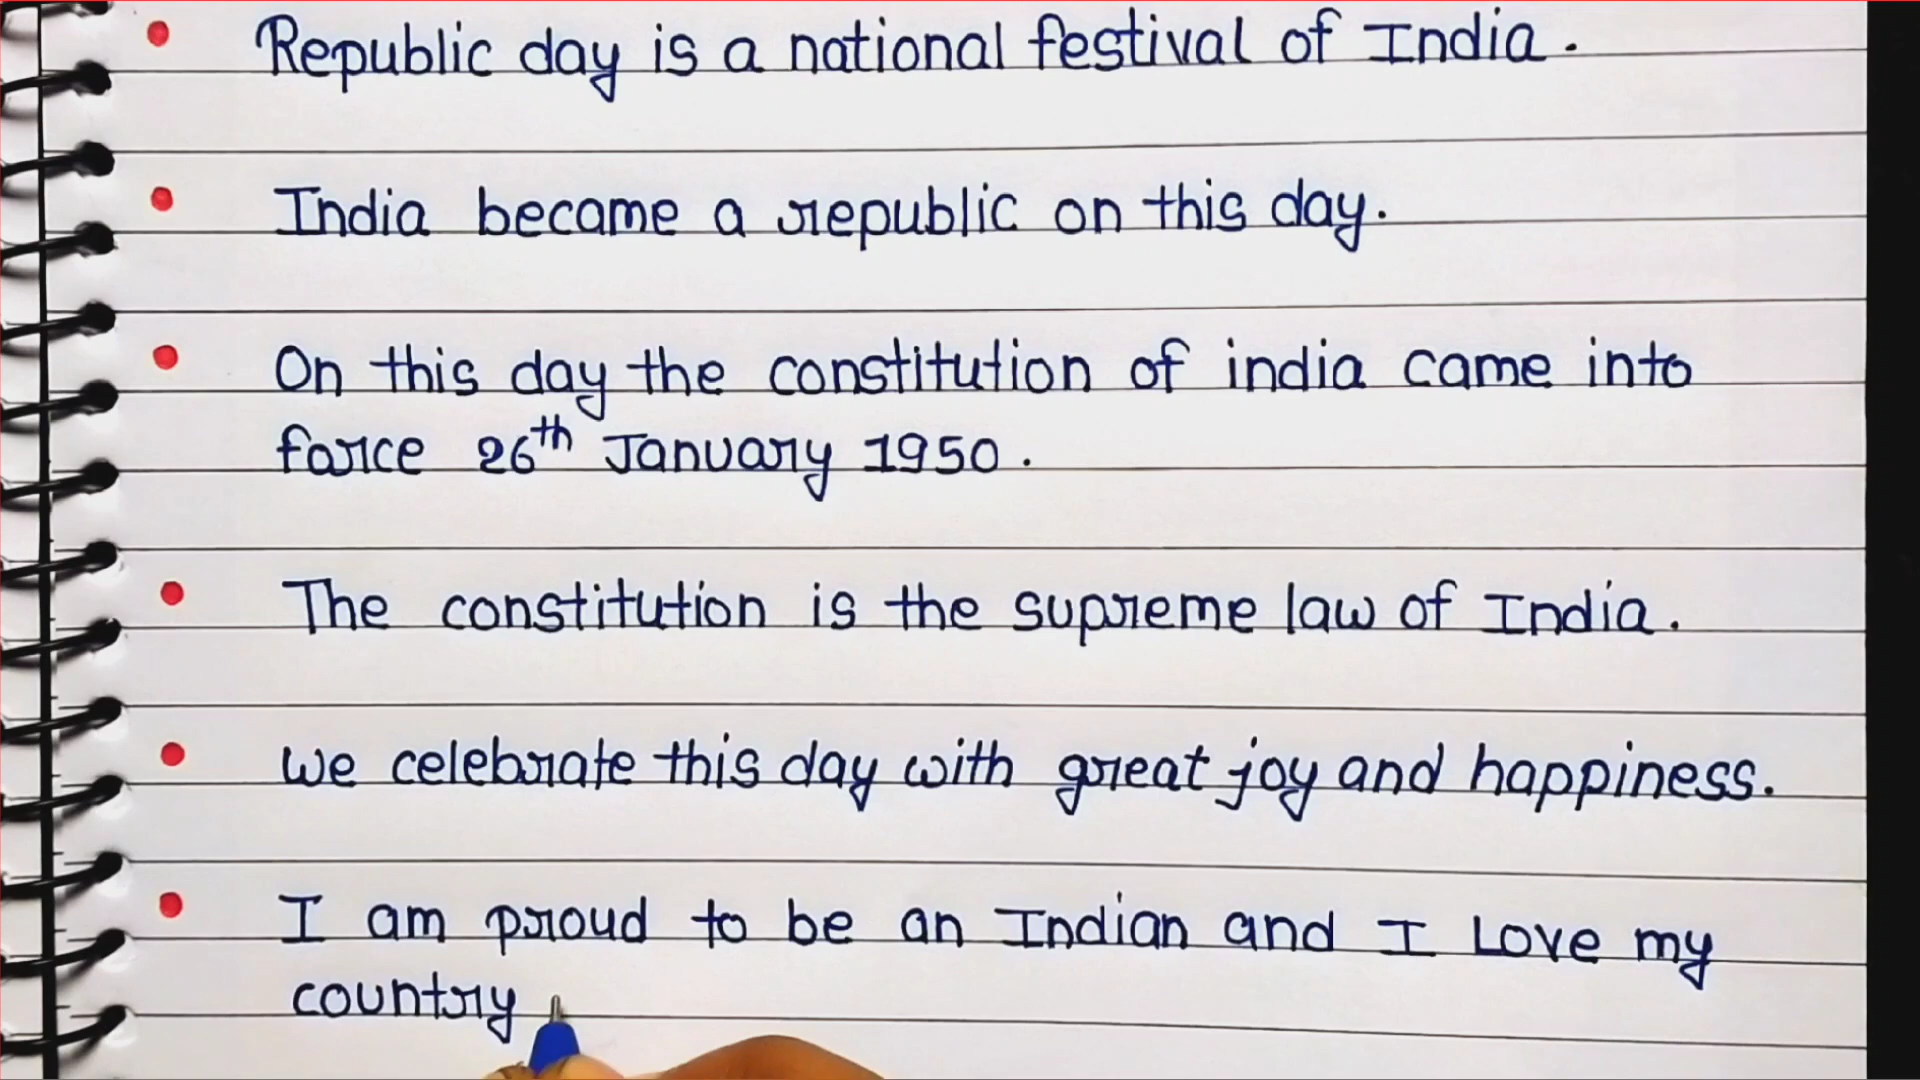 • Republic day is a national festival of India.
• India became a republic on this day.
• On this day the constitution of india came into
force 26th January 1950.
• The constitution is the supreme law of India.
• We celebrate this day with great joy and happiness.
• I am proud to be an Indian and I Love my
country